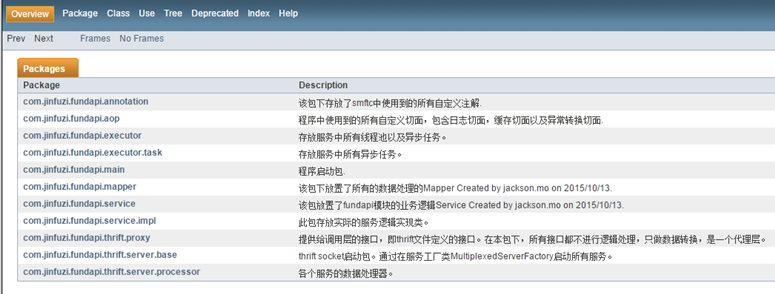 Overview Package Class Use Tree Deprecated Index Help
Prev Next Frames No Frames
Packages
Package Description
com.jinfuzi.fundapi.annotation 该包下存放了smftc中使用到的所有自定义注解.
com.jinfuzi.fundapi.aop 程序中使用到的所有自定义切面，包含日志切面，缓存切面以及异常转换切面.
com.jinfuzi.fundapi.executor 存放服务中所有线程池以及异步任务。
com.jinfuzi.fundapi.executor.task 存放服务中所有异步任务。
com.jinfuzi.fundapi.main 程序启动包.
com.jinfuzi.fundapi.mapper 该包下放置了所有的数据处理的Mapper Created by jackson.mo on 2015/10/13.
com.jinfuzi.fundapi.service 该包放置了fundapi模块的业务逻辑Service Created by jackson.mo on 2015/10/13.
com.jinfuzi.fundapi.service.impl 此包存放实际的服务逻辑实现类。
com.jinfuzi.fundapi.thrift.proxy 提供给调用层的接口，即thrift文件定义的接口。在本包下，所有接口都不进行逻辑处理，只做数据转换，是一个代理层。
com.jinfuzi.fundapi.thrift.server.base thrift socket启动包。通过在服务工厂类MultiplexedServerFactory启动所有服务。
com.jinfuzi.fundapi.thrift.server.processor 各个服务的数据处理器。